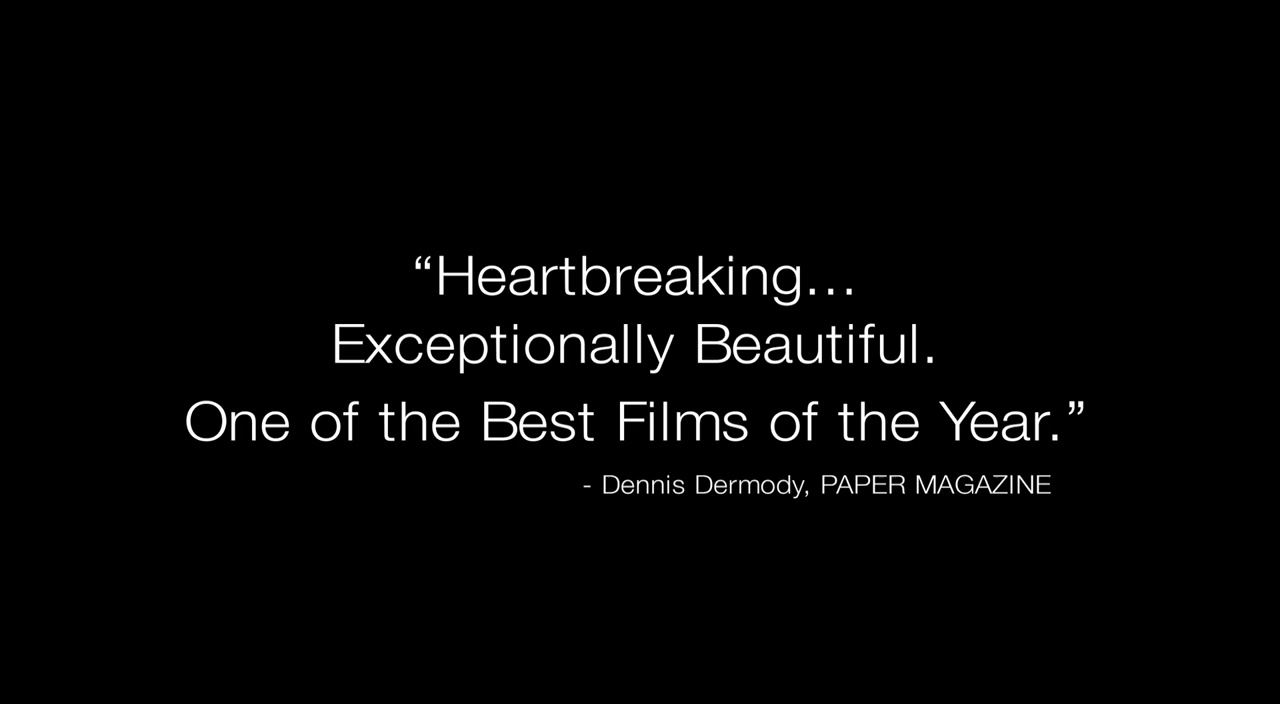 “Heartbreaking…
Exceptionally Beautiful.
One of the Best Films of the Year.”
- Dennis Dermody, PAPER MAGAZINE